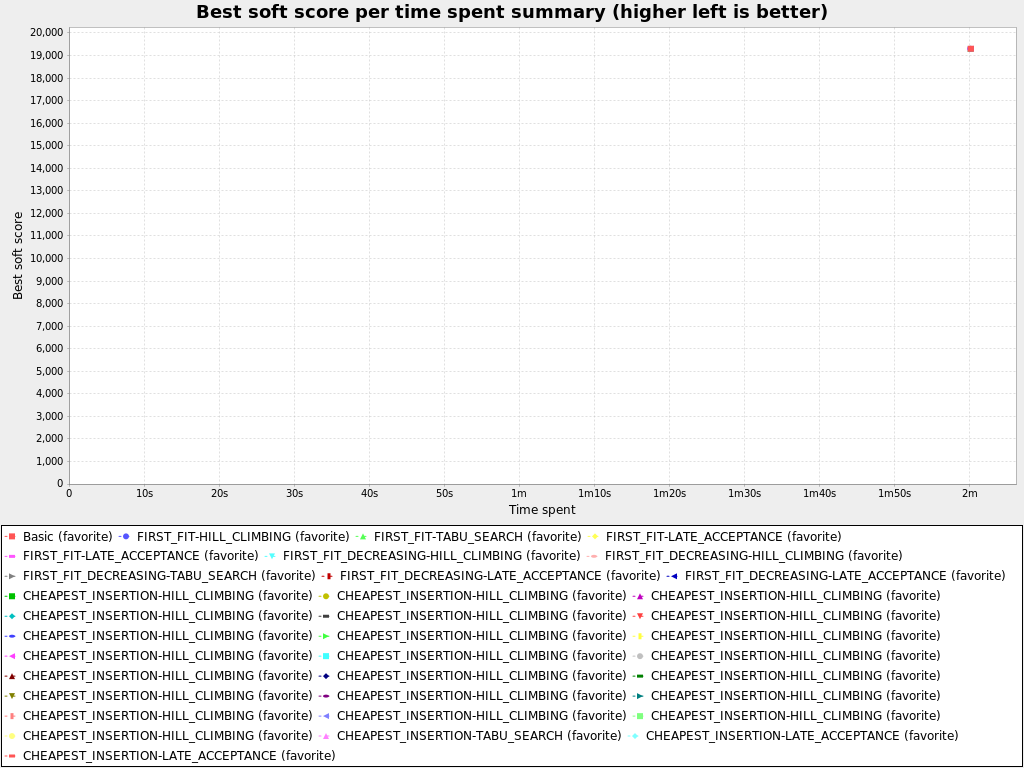 Best soft score per time spent summary (higher left is better)
20,000
19,000
18,000
17,000
16,000
15,000
14,000
13,000
12,000
11,000
10,000
9,000
8,000
7,000
6,000
5,000
4,000
3,000
2,000
1,000
0
Best soft score
0 10s 20s 30s 40s 50s 1m 1m10s 1m20s 1m30s 1m40s 1m50s 2m
Time spent
Basic (favorite) FIRST_FIT-HILL_CLIMBING (favorite) FIRST_FIT-TABU_SEARCH (favorite) FIRST_FIT-LATE_ACCEPTANCE (favorite)
FIRST_FIT-LATE_ACCEPTANCE (favorite) FIRST_FIT_DECREASING-HILL_CLIMBING (favorite) FIRST_FIT_DECREASING-HILL_CLIMBING (favorite)
FIRST_FIT_DECREASING-TABU_SEARCH (favorite) FIRST_FIT_DECREASING-LATE_ACCEPTANCE (favorite) FIRST_FIT_DECREASING-LATE_ACCEPTANCE (favorite)
CHEAPEST_INSERTION-HILL_CLIMBING (favorite) CHEAPEST_INSERTION-HILL_CLIMBING (favorite) CHEAPEST_INSERTION-HILL_CLIMBING (favorite)
CHEAPEST_INSERTION-HILL_CLIMBING (favorite) CHEAPEST_INSERTION-HILL_CLIMBING (favorite) CHEAPEST_INSERTION-HILL_CLIMBING (favorite)
CHEAPEST_INSERTION-HILL_CLIMBING (favorite) CHEAPEST_INSERTION-HILL_CLIMBING (favorite) CHEAPEST_INSERTION-HILL_CLIMBING (favorite)
CHEAPEST_INSERTION-HILL_CLIMBING (favorite) CHEAPEST_INSERTION-HILL_CLIMBING (favorite) CHEAPEST_INSERTION-HILL_CLIMBING (favorite)
CHEAPEST_INSERTION-HILL_CLIMBING (favorite) CHEAPEST_INSERTION-HILL_CLIMBING (favorite) CHEAPEST_INSERTION-HILL_CLIMBING (favorite)
CHEAPEST_INSERTION-HILL_CLIMBING (favorite) CHEAPEST_INSERTION-HILL_CLIMBING (favorite) CHEAPEST_INSERTION-HILL_CLIMBING (favorite)
CHEAPEST_INSERTION-HILL_CLIMBING (favorite) CHEAPEST_INSERTION-HILL_CLIMBING (favorite) CHEAPEST_INSERTION-HILL_CLIMBING (favorite)
CHEAPEST_INSERTION-HILL_CLIMBING (favorite) CHEAPEST_INSERTION-TABU_SEARCH (favorite) CHEAPEST_INSERTION-LATE_ACCEPTANCE (favorite)
CHEAPEST_INSERTION-LATE_ACCEPTANCE (favorite)